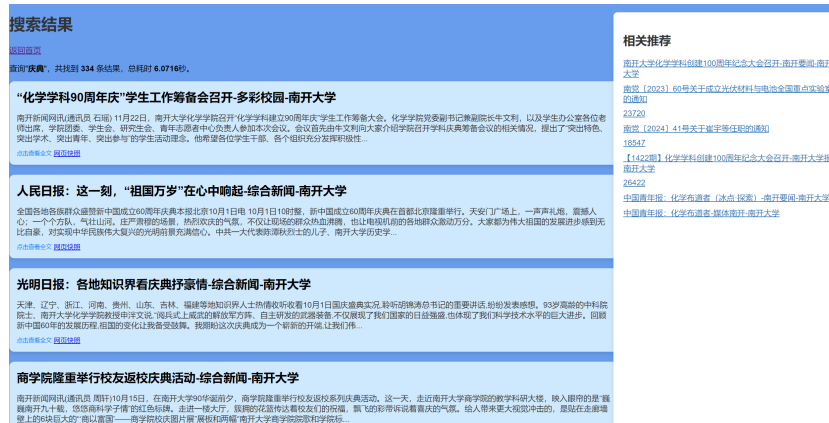 搜索结果
返回首页
查询"庆典"，共找到 334 条结果，总耗时 6.0716秒。
“化学学科90周年庆”学生工作筹备会召开-多彩校园-南开大学
南开新闻网讯(通讯员 石瑶) 11月22日，南开大学化学学院召开“化学学科建立90周年庆”学生工作筹备大会。化学学院党委副书记兼副院长牛文利，以及学生办公室各位老
师出席，学院团委、学生会、研究生会、青年志愿者中心负责人参加本次会议。会议首先由牛文利向大家介绍学院召开学科庆典筹备会议的相关情况，提出了“突出特色、
突出学术、突出青年、突出参与”的学生活动理念。他希望各位学生干部、各个组织充分发挥积极性...
点击查看全文 网页快照
人民日报：这一刻，“祖国万岁”在心中响起-综合新闻-南开大学
全国各地各族群众盛赞新中国成立60周年庆典本报北京10月1日电 10月1日10时整，新中国成立60周年庆典在首都北京隆重举行。天安门广场上，一声声礼炮，震撼人
心；一个个方队，气壮山河。庄严肃穆的场景，热烈欢庆的气氛，不仅让现场的群众热血沸腾，也让电视机前的各地群众激动万分。大家都为伟大祖国的发展进步感到无
比自豪，对实现中华民族伟大复兴的光明前景充满信心。中共一大代表陈潭秋烈士的儿子、南开大学历史学...
点击查看全文 网页快照
光明日报：各地知识界看庆典抒豪情-综合新闻-南开大学
天津、辽宁、浙江、河南、贵州、山东、吉林、福建等地知识界人士热情收听收看10月1日国庆盛典实况,聆听胡锦涛总书记的重要讲话,纷纷发表感想。93岁高龄的中科院
院士、南开大学化学学院教授申泮文说,“阅兵式上威武的解放军方阵、自主研发的武器装备,不仅展现了我们国家的日益强盛,也体现了我们科学技术水平的巨大进步。回顾
新中国60年的发展历程,祖国的变化让我备受鼓舞。我期盼这次庆典成为一个崭新的开端,让我们伟...
点击查看全文 网页快照
商学院隆重举行校友返校庆典活动-综合新闻-南开大学
南开新闻网讯(通讯员 周轩)10月15日，在南开大学90华诞前夕，商学院隆重举行校友返校系列庆典活动。这一天，走近南开大学商学院的教学科研大楼，映入眼帘的是“巍
巍南开九十载，悠悠商科学子情”的红色标牌。走进一楼大厅，簇拥的花篮传达着校友们的祝福，飘飞的彩带诉说着喜庆的气氛。给人带来更大视觉冲击的，是贴在走廊墙
壁上的6块巨大的“‘商以富国’——商学院校庆图片展”展板和两幅“南开大学商学院院歌和学院标...
相关推荐
南开大学化学学科创建100周年纪念大会召开-南开要闻-南开
大学
南党〔2023〕60号关于成立光伏材料与电池全国重点实验室
的通知
23720
南党〔2024〕41号关于崔宇等任职的通知
18547
【1422期】化学学科创建100周年纪念大会召开-南开大学报
南开大学
26422
中国青年报：化学布道者（冰点·探索）-南开要闻-南开大学
中国青年报：化学布道者-媒体南开-南开大学